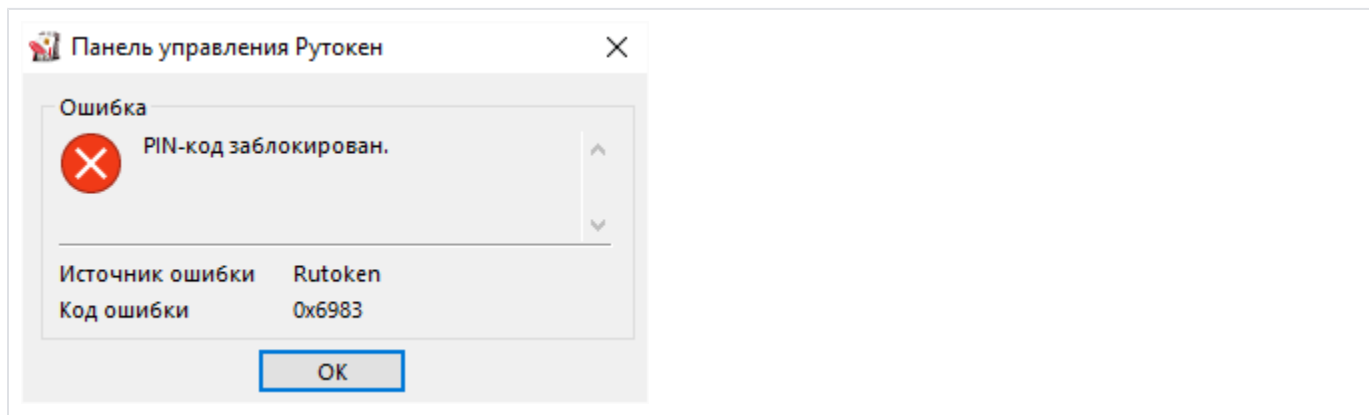 Панель управления Рутокен
Ошибка
PIN-код заблокирован.
Источник ошибки Rutoken
Код ошибки 0x6983
OK